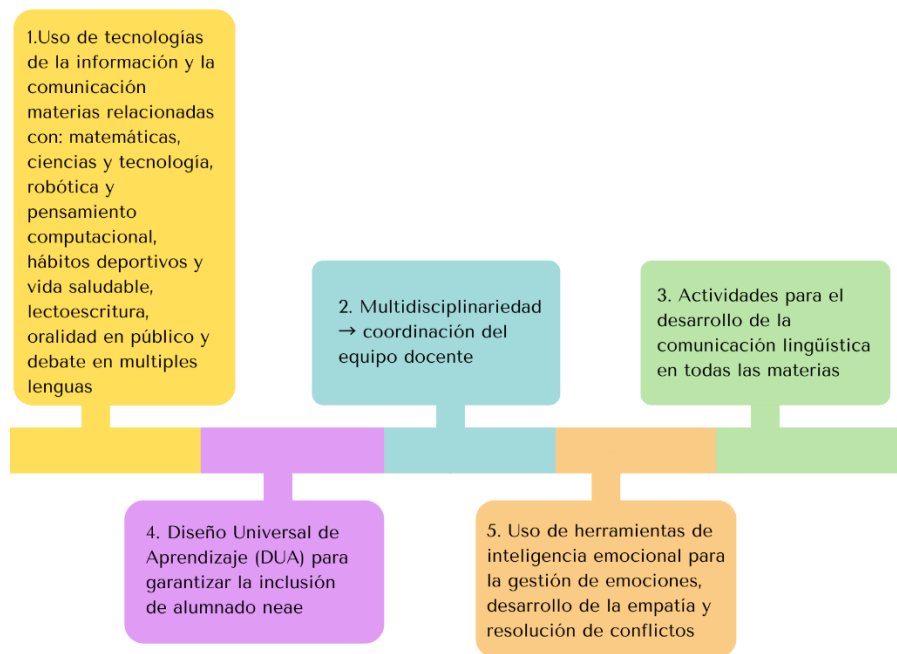 1.Uso de tecnologías
de la información y la
comunicación
materias relacionadas
con: matemáticas,
ciencias y tecnología,
robótica y
pensamiento
computacional,
hábitos deportivos y
vida saludable,
lectoescritura,
oralidad en público y
debate en multiples
lenguas
2. Multidisciplinariedad
→ coordinación del
equipo docente
3. Actividades para el
desarrollo de la
comunicación lingüística
en todas las materias
4. Diseño Universal de
Aprendizaje (DUA) para
garantizar la inclusión
de alumnado neae
5. Uso de herramientas de
inteligencia emocional para
la gestión de emociones,
desarrollo de la empatía y
resolución de conflictos